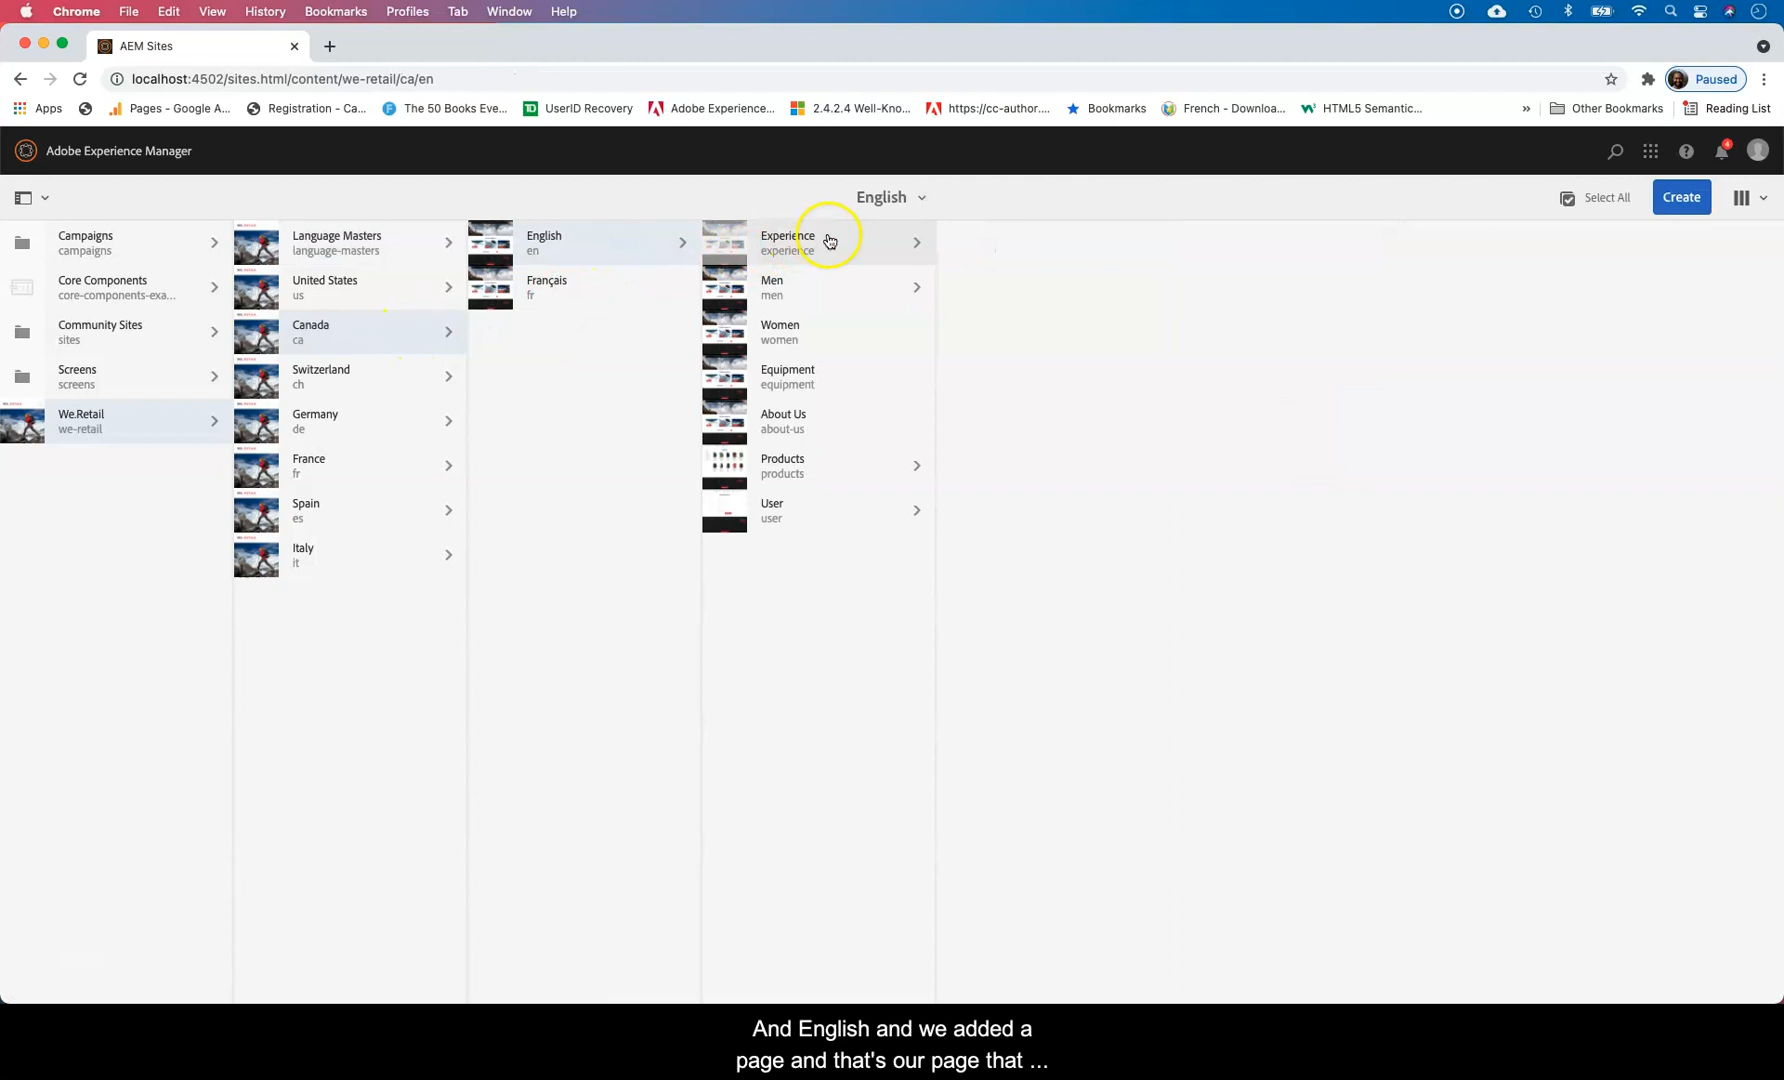 Chrome File Edit View History Bookmarks Profiles Tab Window Help
AEM Sites
localhost:4502/sites.html/content/we-retail/ca/en
Paused
Apps Pages - Google A... Registration - Ca... The 50 Books Eve... UserID Recovery Adobe Experience... 2.4.2.4 Well-Kno... https://cc-author.... Bookmarks French - Downloa... HTML5 Semantic... » Other Bookmarks Reading List
Adobe Experience Manager
4
English
Select All
Create
Campaigns
campaigns
Core Components
core-components-exa...
Community Sites
sites
Screens
screens
We.Retail
we-retail
Language Masters
language-masters
United States
us
Canada
ca
Switzerland
ch
Germany
de
France
fr
Spain
es
Italy
it
English
en
Français
fr
Experience
experience
Men
men
Women
women
Equipment
equipment
About Us
about-us
Products
products
User
user
And English and we added a
page and that's our page that ...